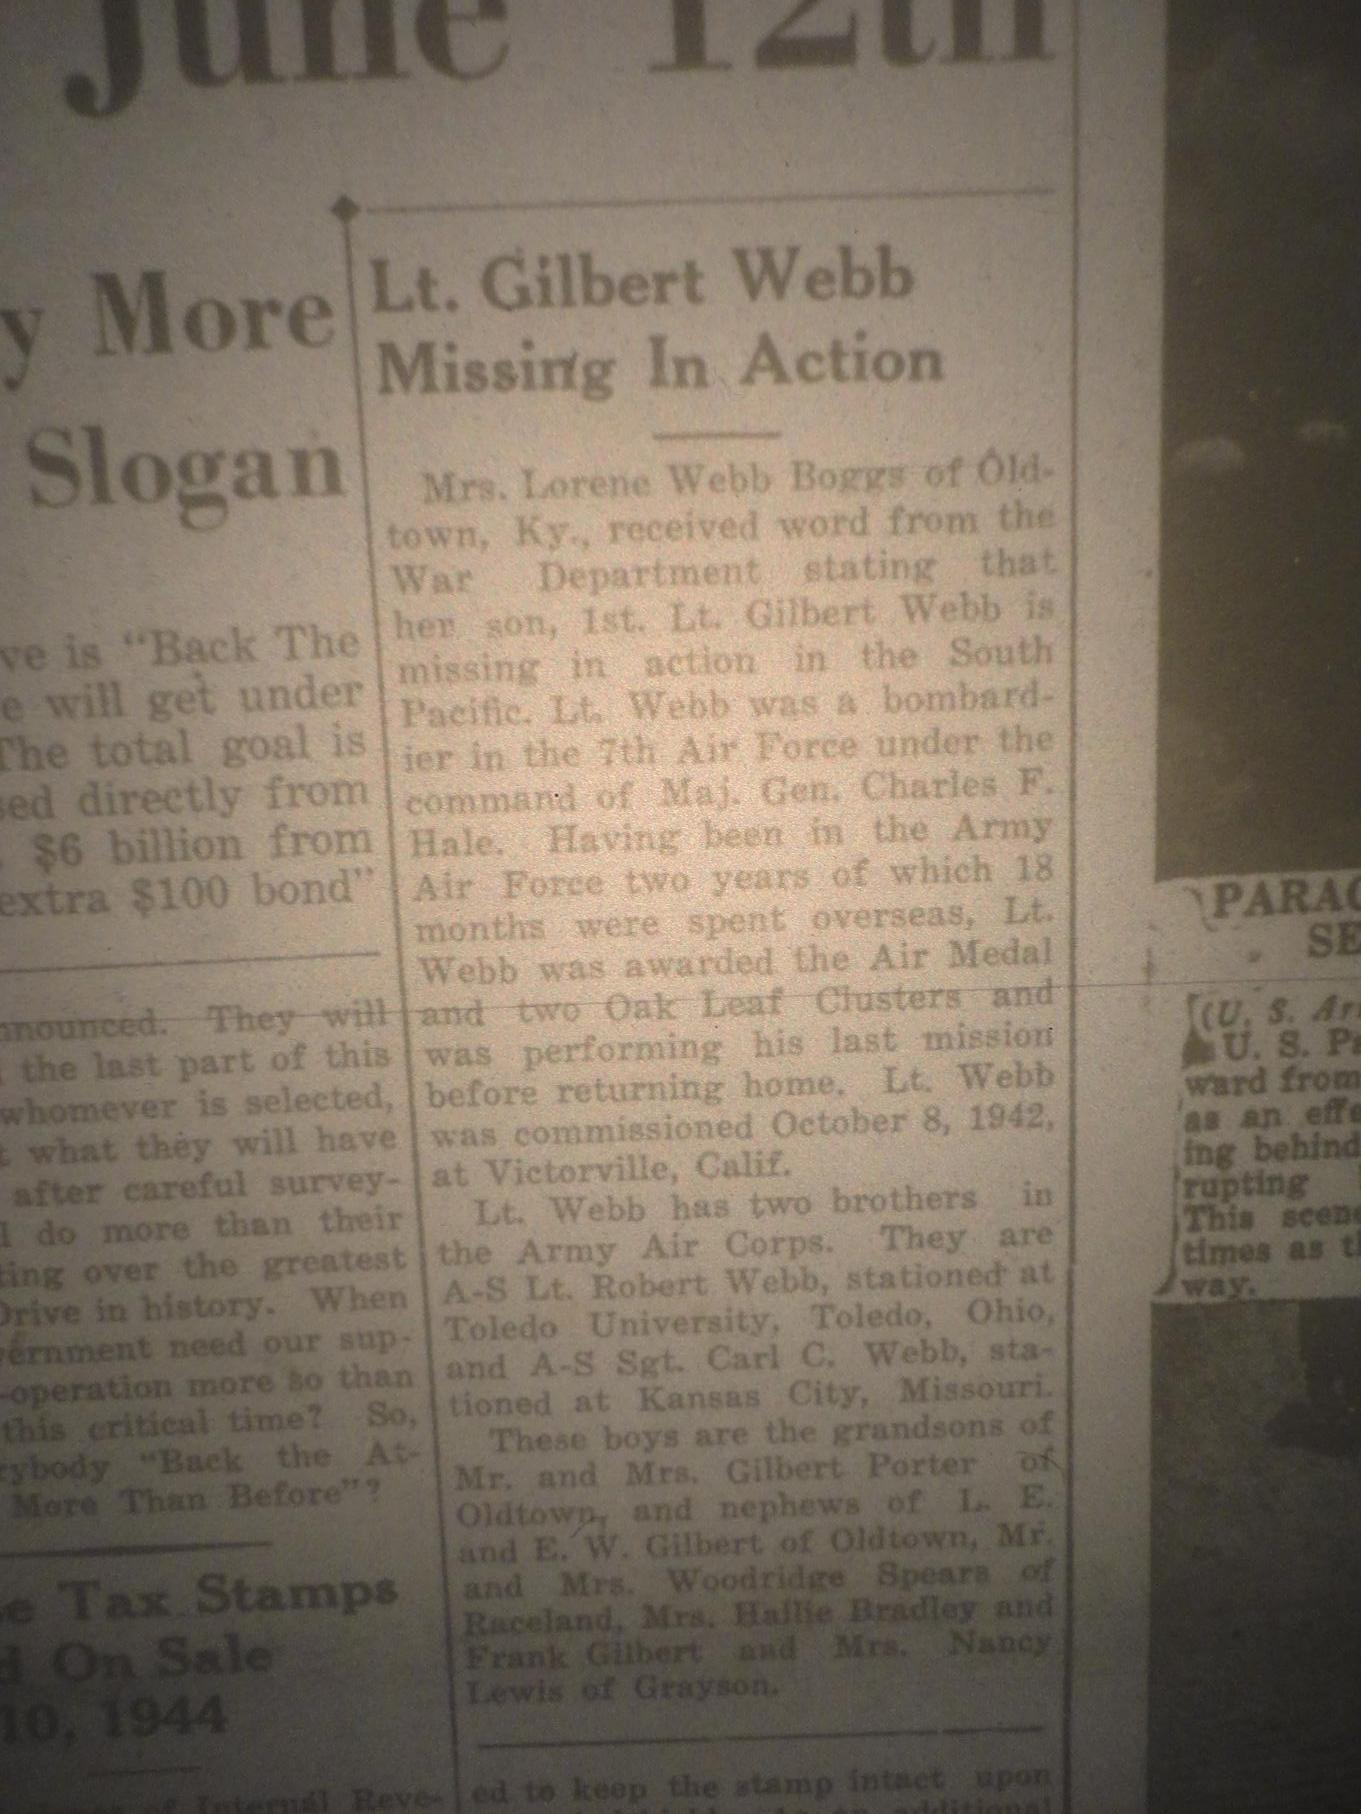 June 12th
y More
Slogan
ve is "Back The
e will get under
The total goal is
sed directly from
$6 billion from
extra $100 bond"
nnounced. They will
the last part of this
whomever is selected,
t what they will have
after careful survey-
l do more than their
ting over the greatest
Drive in history. When
vernment need our sup-
-operation more so than
this critical time? So,
rybody "Back the At-
More Than Before"?
e Tax Stamps
d On Sale
10, 1944
of Internal Reve-
Lt. Gilbert Webb
Missing In Action
Mrs. Lorene Webb Boggs of Old-
town, Ky., received word from the
War Department stating that
her son, 1st. Lt. Gilbert Webb is
missing in action in the South
Pacific. Lt. Webb was a bombard-
ier in the 7th Air Force under the
command of Maj. Gen. Charles F.
Hale. Having been in the Army
Air Force two years of which 18
months were spent overseas, Lt.
Webb was awarded the Air Medal
and two Oak Leaf Clusters and
was performing his last mission
before returning home. Lt. Webb
was commissioned October 8, 1942,
at Victorville, Calif.
Lt. Webb has two brothers in
the Army Air Corps. They are
A-S Lt. Robert Webb, stationed at
Toledo University, Toledo, Ohio,
and A-S Sgt. Carl C. Webb, sta-
tioned at Kansas City, Missouri.
These boys are the grandsons of
Mr. and Mrs. Gilbert Porter of
Oldtown, and nephews of L. E.
and E. W. Gilbert of Oldtown, Mr.
and Mrs. Woodridge Spears of
Raceland, Mrs. Hallie Bradley and
Frank Gilbert and Mrs. Nancy
Lewis of Grayson.
ed to keep the stamp intact upon
additional
PARAC
SE
(U. S. Ar
U. S. Pa
ward from
as an effe
ing behind
rupting
This scene
times as th
way.